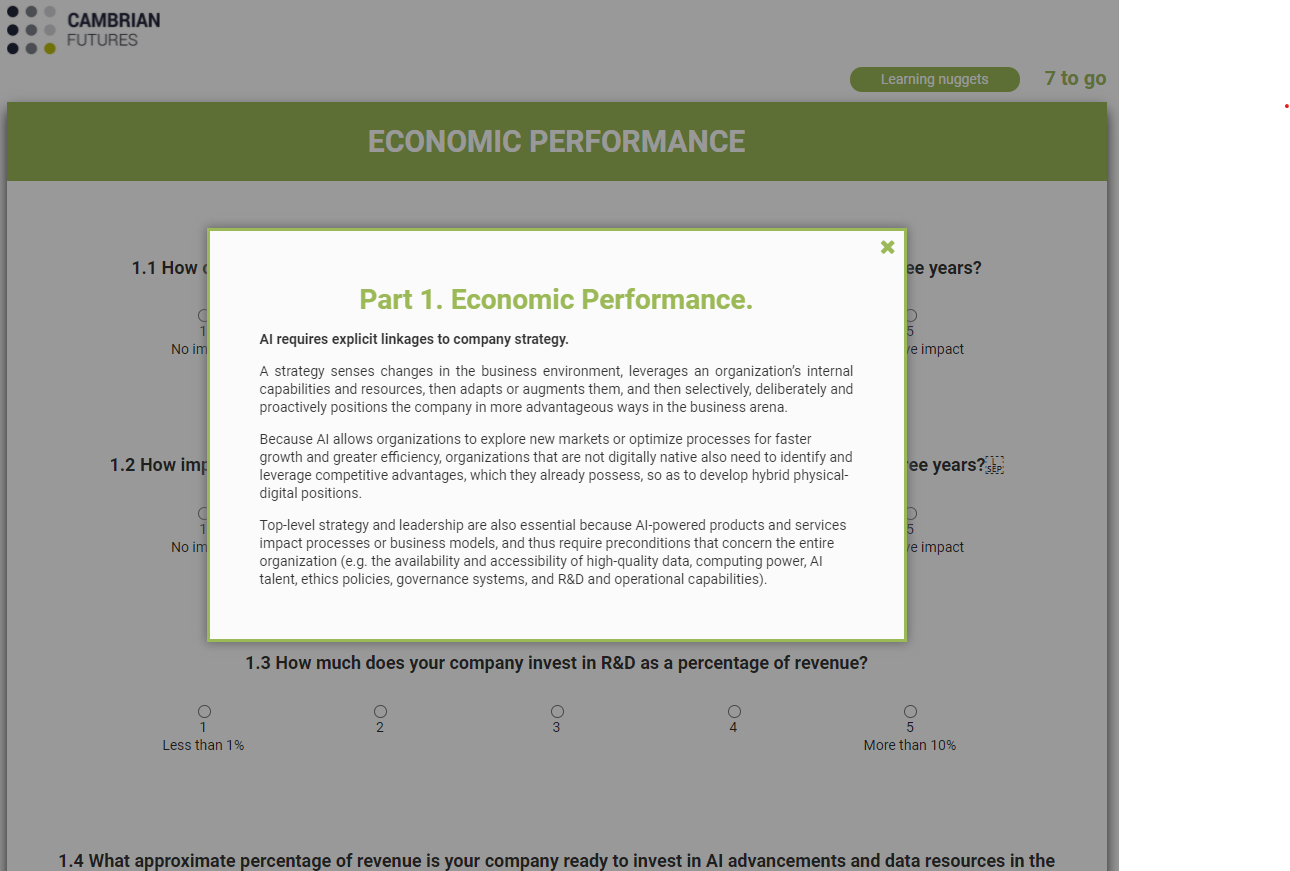 CAMBRIAN
FUTURES
Learning nuggets
7 to go
ECONOMIC PERFORMANCE
1.1 How
ee years?
Part 1. Economic Performance.
AI requires explicit linkages to company strategy.
A strategy senses changes in the business environment, leverages an organization's internal
capabilities and resources, then adapts or augments them, and then selectively, deliberately and
proactively positions the company in more advantageous ways in the business arena.
1
5
No im
e impact
Because AI allows organizations to explore new markets or optimize processes for faster
growth and greater efficiency, organizations that are not digitally native also need to identify and
leverage competitive advantages, which they already possess, so as to develop hybrid physical-
digital positions.
1.2 How imp
ee years?
Top-level strategy and leadership are also essential because AI-powered products and services
impact processes or business models, and thus require preconditions that concern the entire
organization (e.g. the availability and accessibility of high-quality data, computing power, AI
talent, ethics policies, governance systems, and R&D and operational capabilities).
1
5
No im
e impact
1.3 How much does your company invest in R&D as a percentage of revenue?
1 2 3 4 5
Less than 1% More than 10%
1.4 What approximate percentage of revenue is your company ready to invest in AI advancements and data resources in the